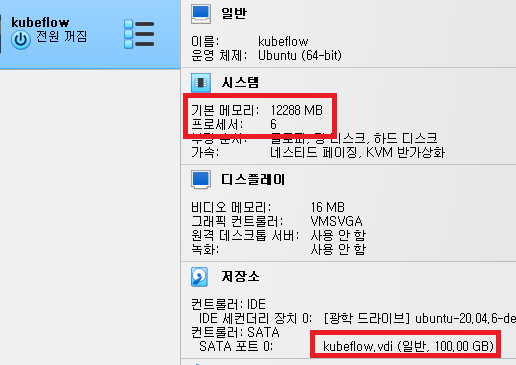 kubeflow
전원 꺼짐
일반
이름: kubeflow
운영 체제: Ubuntu (64-bit)
시스템
기본 메모리: 12288 MB
프로세서: 6
부팅 순서: 플로피, 광 디스크, 하드 디스크
가속: 네스티드 페이징, KVM 반가상화
디스플레이
비디오 메모리: 16 MB
그래픽 컨트롤러: VMSVGA
원격 데스크톱 서버: 사용 안 함
녹화: 사용 안 함
저장소
컨트롤러: IDE
IDE 세컨더리 장치 0: [광학 드라이브] ubuntu-20.04.6-de
컨트롤러: SATA
SATA 포트 0: kubeflow.vdi (일반, 100.00 GB)